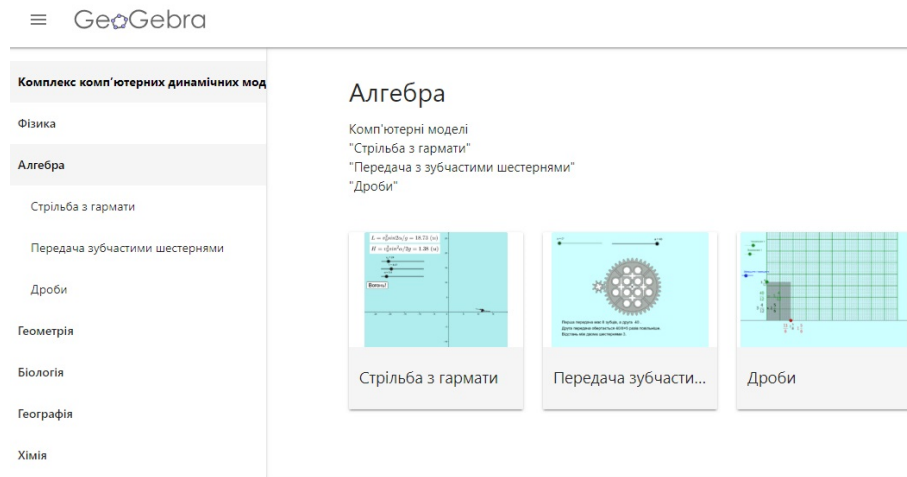 GeoGebra
Комплекс комп'ютерних динамічних мод
Фізика
Алгебра
Стрільба з гармати
Передача зубчастими шестернями
Дроби
Геометрія
Біологія
Географія
Хімія
Алгебра
Комп'ютерні моделі
"Стрільба з гармати"
"Передача з зубчастими шестернями"
"Дроби"
Вогонь!
Стрільба з гармати
Передача зубчасти...
Дроби